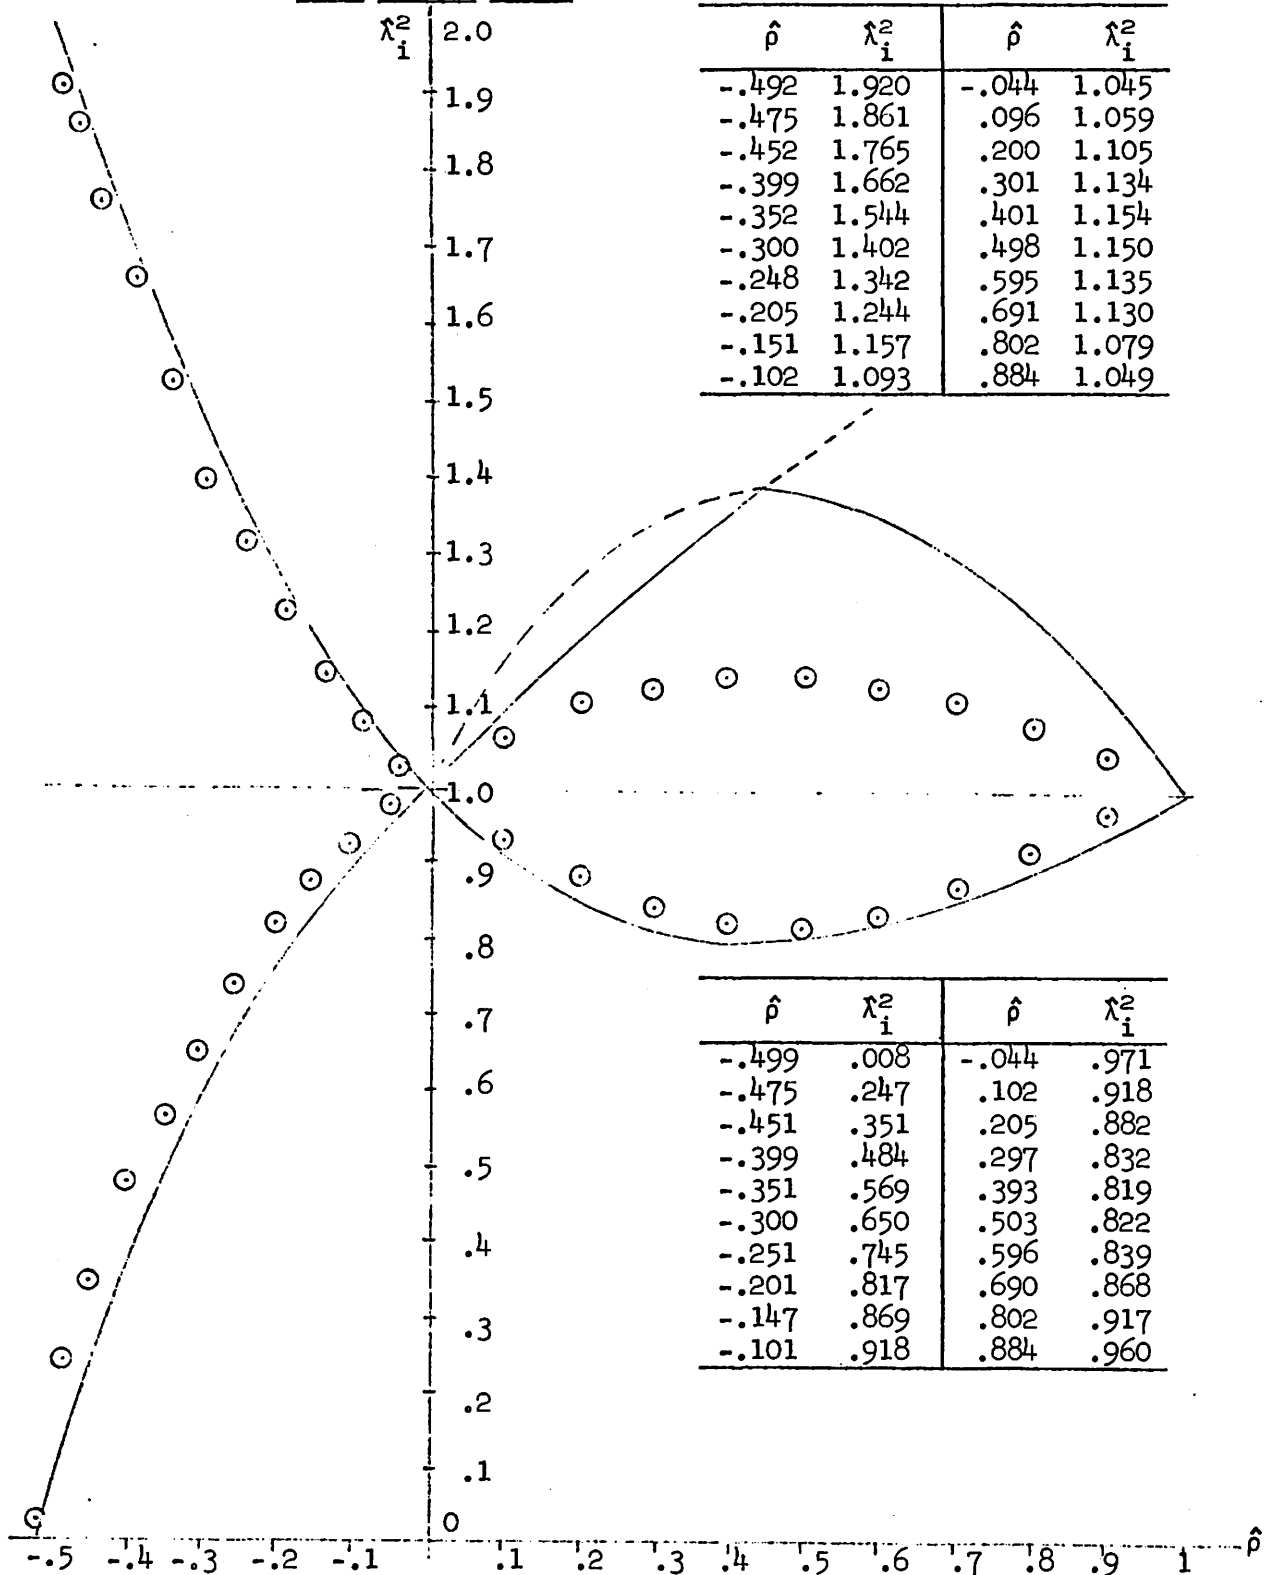 λ̂²ᵢ
2.0
1.9
1.8
1.7
1.6
1.5
1.4
1.3
1.2
1.1
1.0
.9
.8
.7
.6
.5
.4
.3
.2
.1
0
ρ̂ λ̂²ᵢ ρ̂ λ̂²ᵢ
-.492 1.920 -.044 1.045
-.475 1.861 .096 1.059
-.452 1.765 .200 1.105
-.399 1.662 .301 1.134
-.352 1.544 .401 1.154
-.300 1.402 .498 1.150
-.248 1.342 .595 1.135
-.205 1.244 .691 1.130
-.151 1.157 .802 1.079
-.102 1.093 .884 1.049
ρ̂ λ̂²ᵢ ρ̂ λ̂²ᵢ
-.499 .008 -.044 .971
-.475 .247 .102 .918
-.451 .351 .205 .882
-.399 .484 .297 .832
-.351 .569 .393 .819
-.300 .650 .503 .822
-.251 .745 .596 .839
-.201 .817 .690 .868
-.147 .869 .802 .917
-.101 .918 .884 .960
-.5 -.4 -.3 -.2 -.1 .1 .2 .3 .4 .5 .6 .7 .8 .9 1 ρ̂